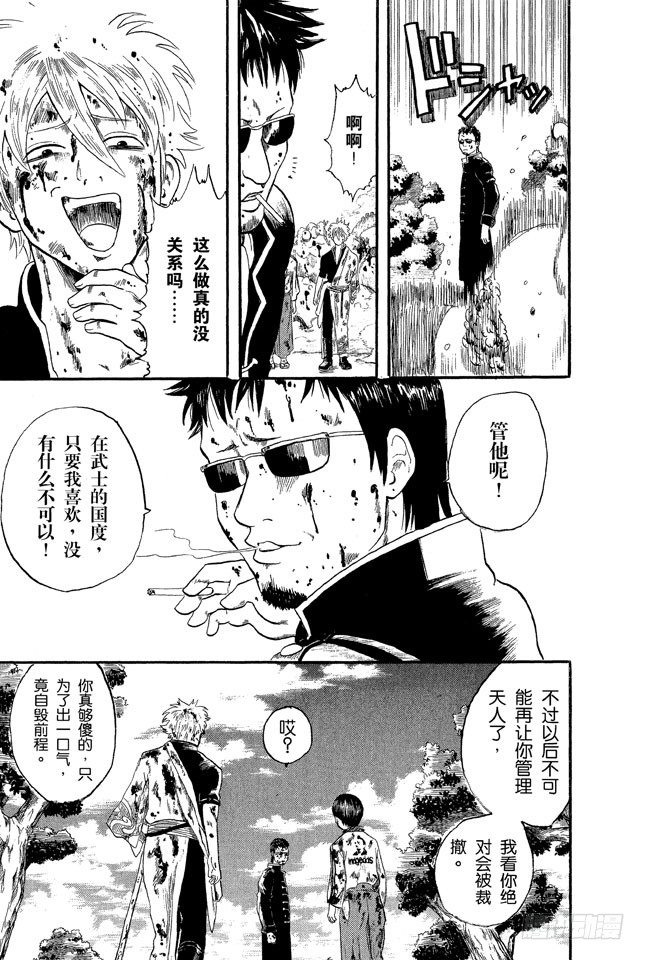 ドシャッ
啊啊！
这么做真的没
关系吗……
管他呢！
在武士的国度，
只要我喜欢，没
有什么不可以！
不过以后不可
能再让你管理
天人了，
我看你绝
对会被裁
撤。
哎？
你真够傻的，只
为了出一口气，
竟自毁前程。